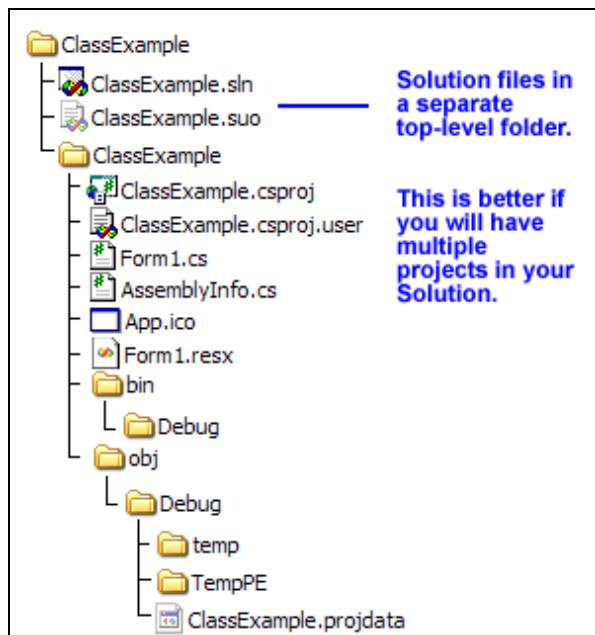 ClassExample
ClassExample.sln
ClassExample.suo
Solution files in
a separate
top-level folder.
ClassExample
ClassExample.csproj
ClassExample.csproj.user
Form1.cs
AssemblyInfo.cs
App.ico
Form1.resx
This is better if
you will have
multiple
projects in your
Solution.
bin
Debug
obj
Debug
temp
TempPE
ClassExample.projdata